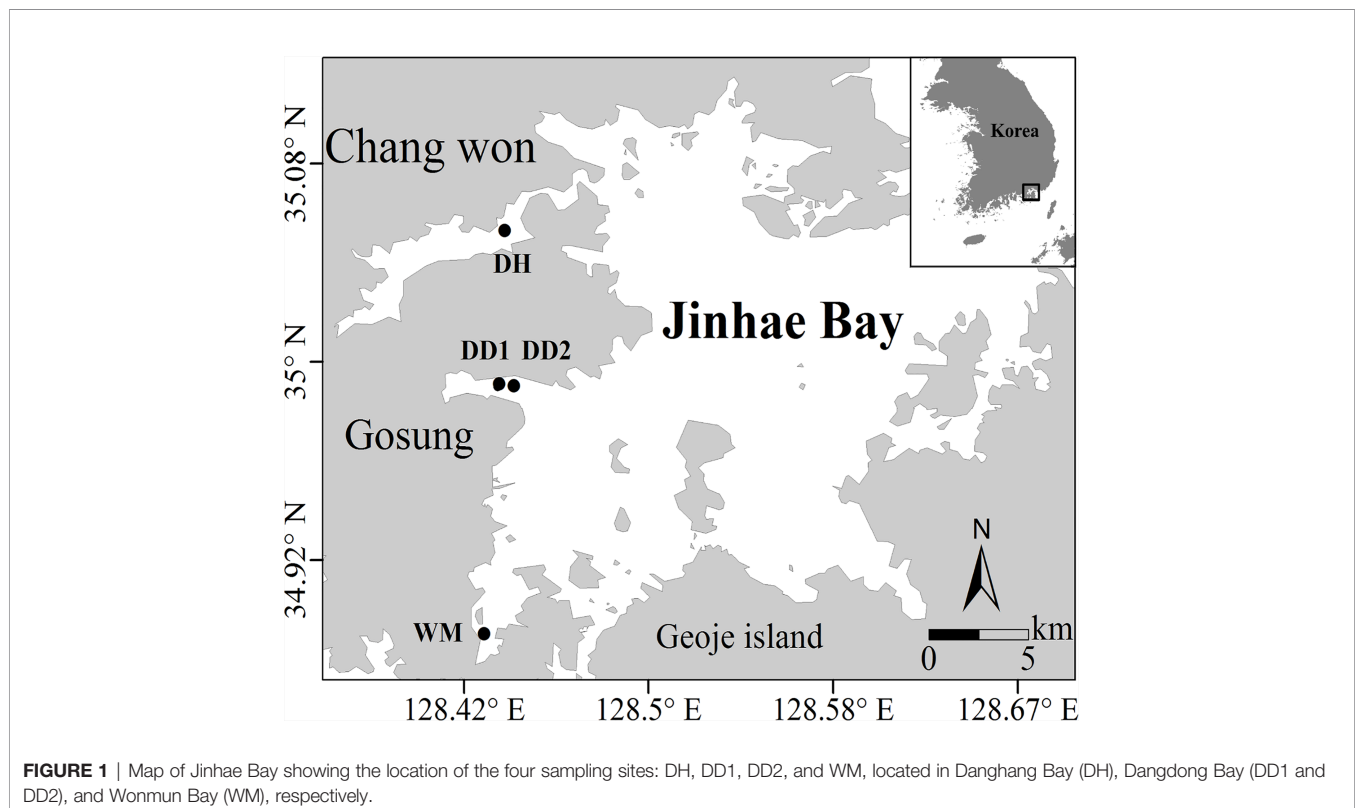 Chang won
Korea
35.08° N
DH
Jinhae Bay
DD1 DD2
35° N
Gosung
34.92° N
N
WM
Geoje island
km
0 5
128.42° E 128.5° E 128.58° E 128.67° E
FIGURE 1 | Map of Jinhae Bay showing the location of the four sampling sites: DH, DD1, DD2, and WM, located in Danghang Bay (DH), Dangdong Bay (DD1 and
DD2), and Wonmun Bay (WM), respectively.